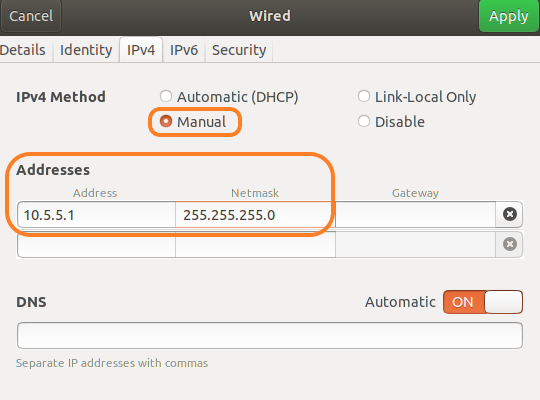 Cancel Wired Apply
Details Identity IPv4 IPv6 Security
IPv4 Method Automatic (DHCP) Link-Local Only
Manual Disable
Addresses
Address Netmask Gateway
10.5.5.1 255.255.255.0
DNS Automatic ON
Separate IP addresses with commas